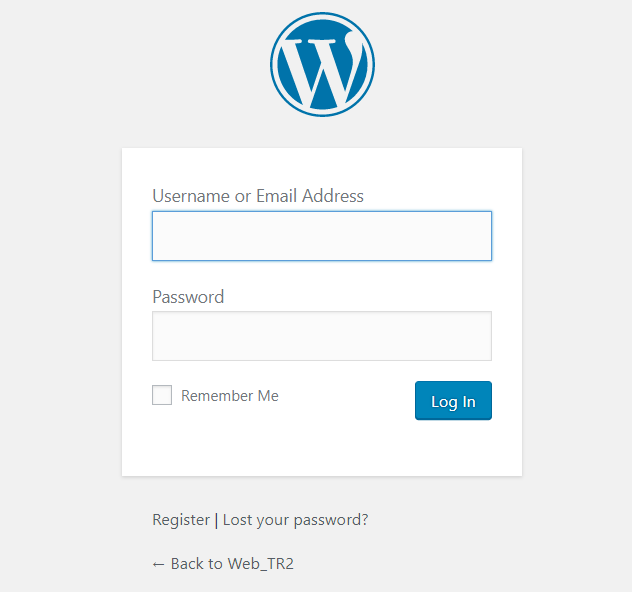 Username or Email Address
Password
Remember Me
Log In
Register | Lost your password?
← Back to Web_TR2